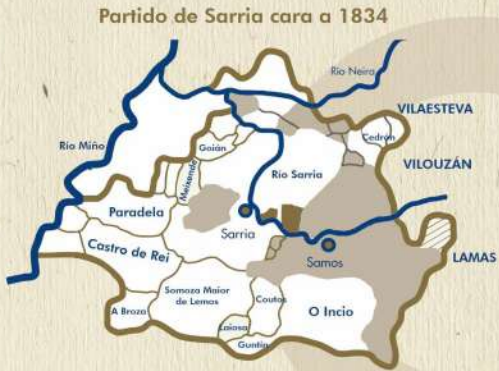 Partido de Sarria cara a 1834
Río Neira
VILAESTEVA
Cedrón
Río Miño
Goián
VILOUZÁN
Meixende
Río Sarria
Paradela
Sarria
Castro de Rei
Samos
LAMAS
Somoza Maior
de Lemos
Coutos
A Broza
O Incio
Laiosa
Guntín